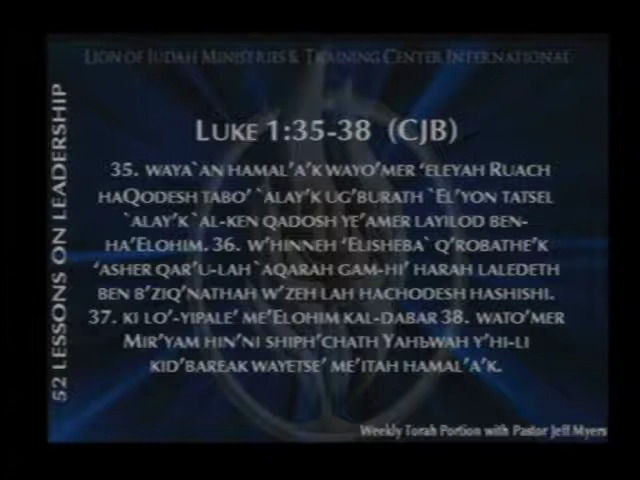 LION OF JUDAH MINISTRIES & TRAINING CENTER INTERNATIONAL
52 LESSONS ON LEADERSHIP
LUKE 1:35-38 (CJB)
35. WAYA`AN HAMAL'A'K WAYO'MER 'ELEYAH RUACH
HAQODESH TABO' `ALAY'K UG'BURATH `EL'YON TATSEL
`ALAY'K `AL-KEN QADOSH YE'AMER LAYILOD BEN-
HA'ELOHIM. 36. W'HINNEH 'ELISHEBA` Q'ROBATHE'K
'ASHER QAR'U-LAH `AQARAH GAM-HI' HARAH LALEDETH
BEN B'ZIQ'NATHAH W'ZEH LAH HACHODESH HASHISHI.
37. KI LO'-YIPALE' ME'ELOHIM KAL-DABAR 38. WATO'MER
MIR'YAM HIN'NI SHIPH'CHATH YAHњWAH Y'HI-LI
KID'BAREAK WAYETSE' ME'ITAH HAMAL'A'K.
Weekly Torah Portion with Pastor Jeff Myers